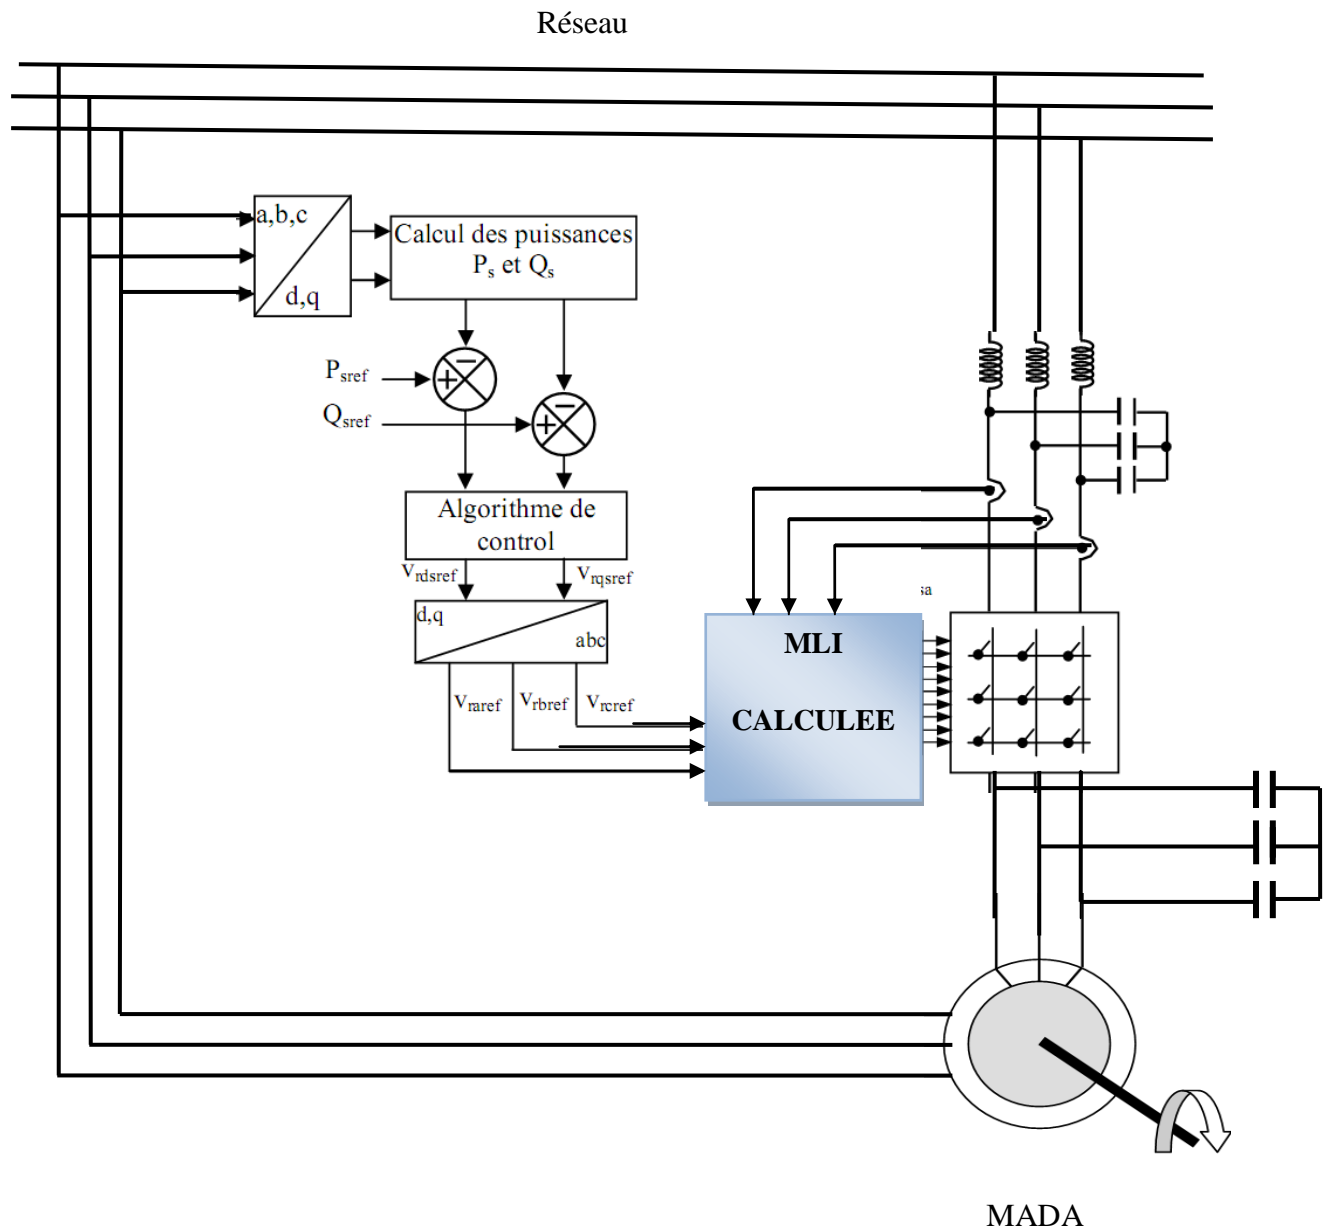 Réseau
a,b,c
d,q
Calcul des puissances
Ps et Qs
Psref
Qsref
Algorithme de
control
Vrdsref
Vrqsref
d,q
abc
Vraref
Vrbref
Vrcref
sa
MLI
CALCULEE
MADA